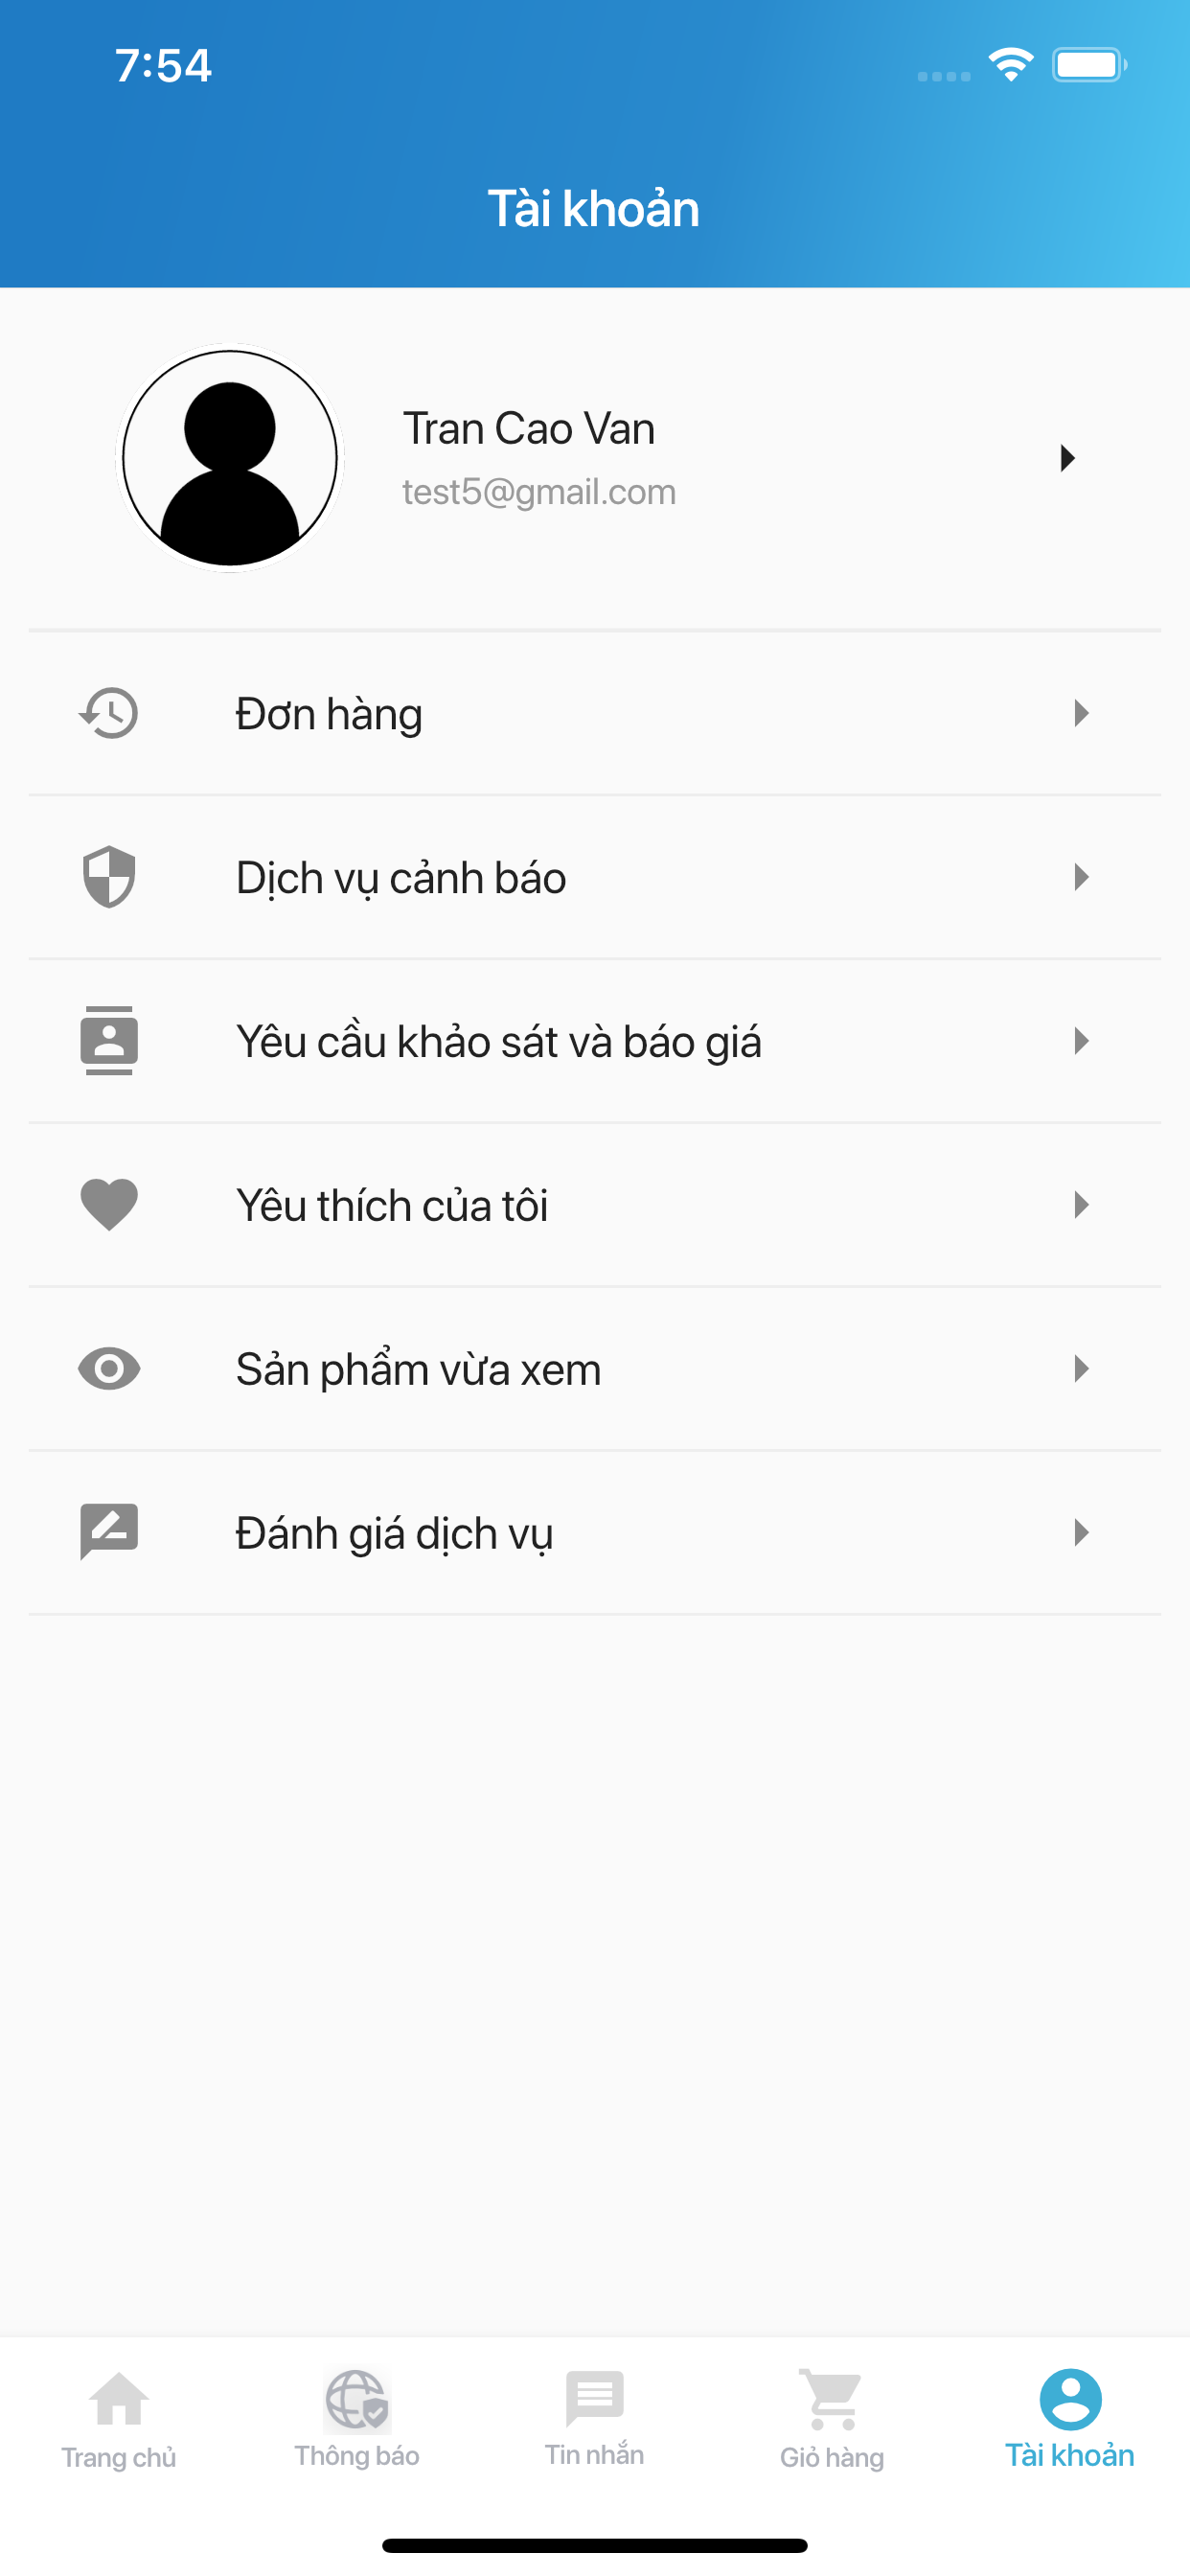 7:54
Tài khoản
Tran Cao Van
test5@gmail.com
Đơn hàng
Dịch vụ cảnh báo
Yêu cầu khảo sát và báo giá
Yêu thích của tôi
Sản phẩm vừa xem
Đánh giá dịch vụ
Trang chủ
Thông báo
Tin nhắn
Giỏ hàng
Tài khoản